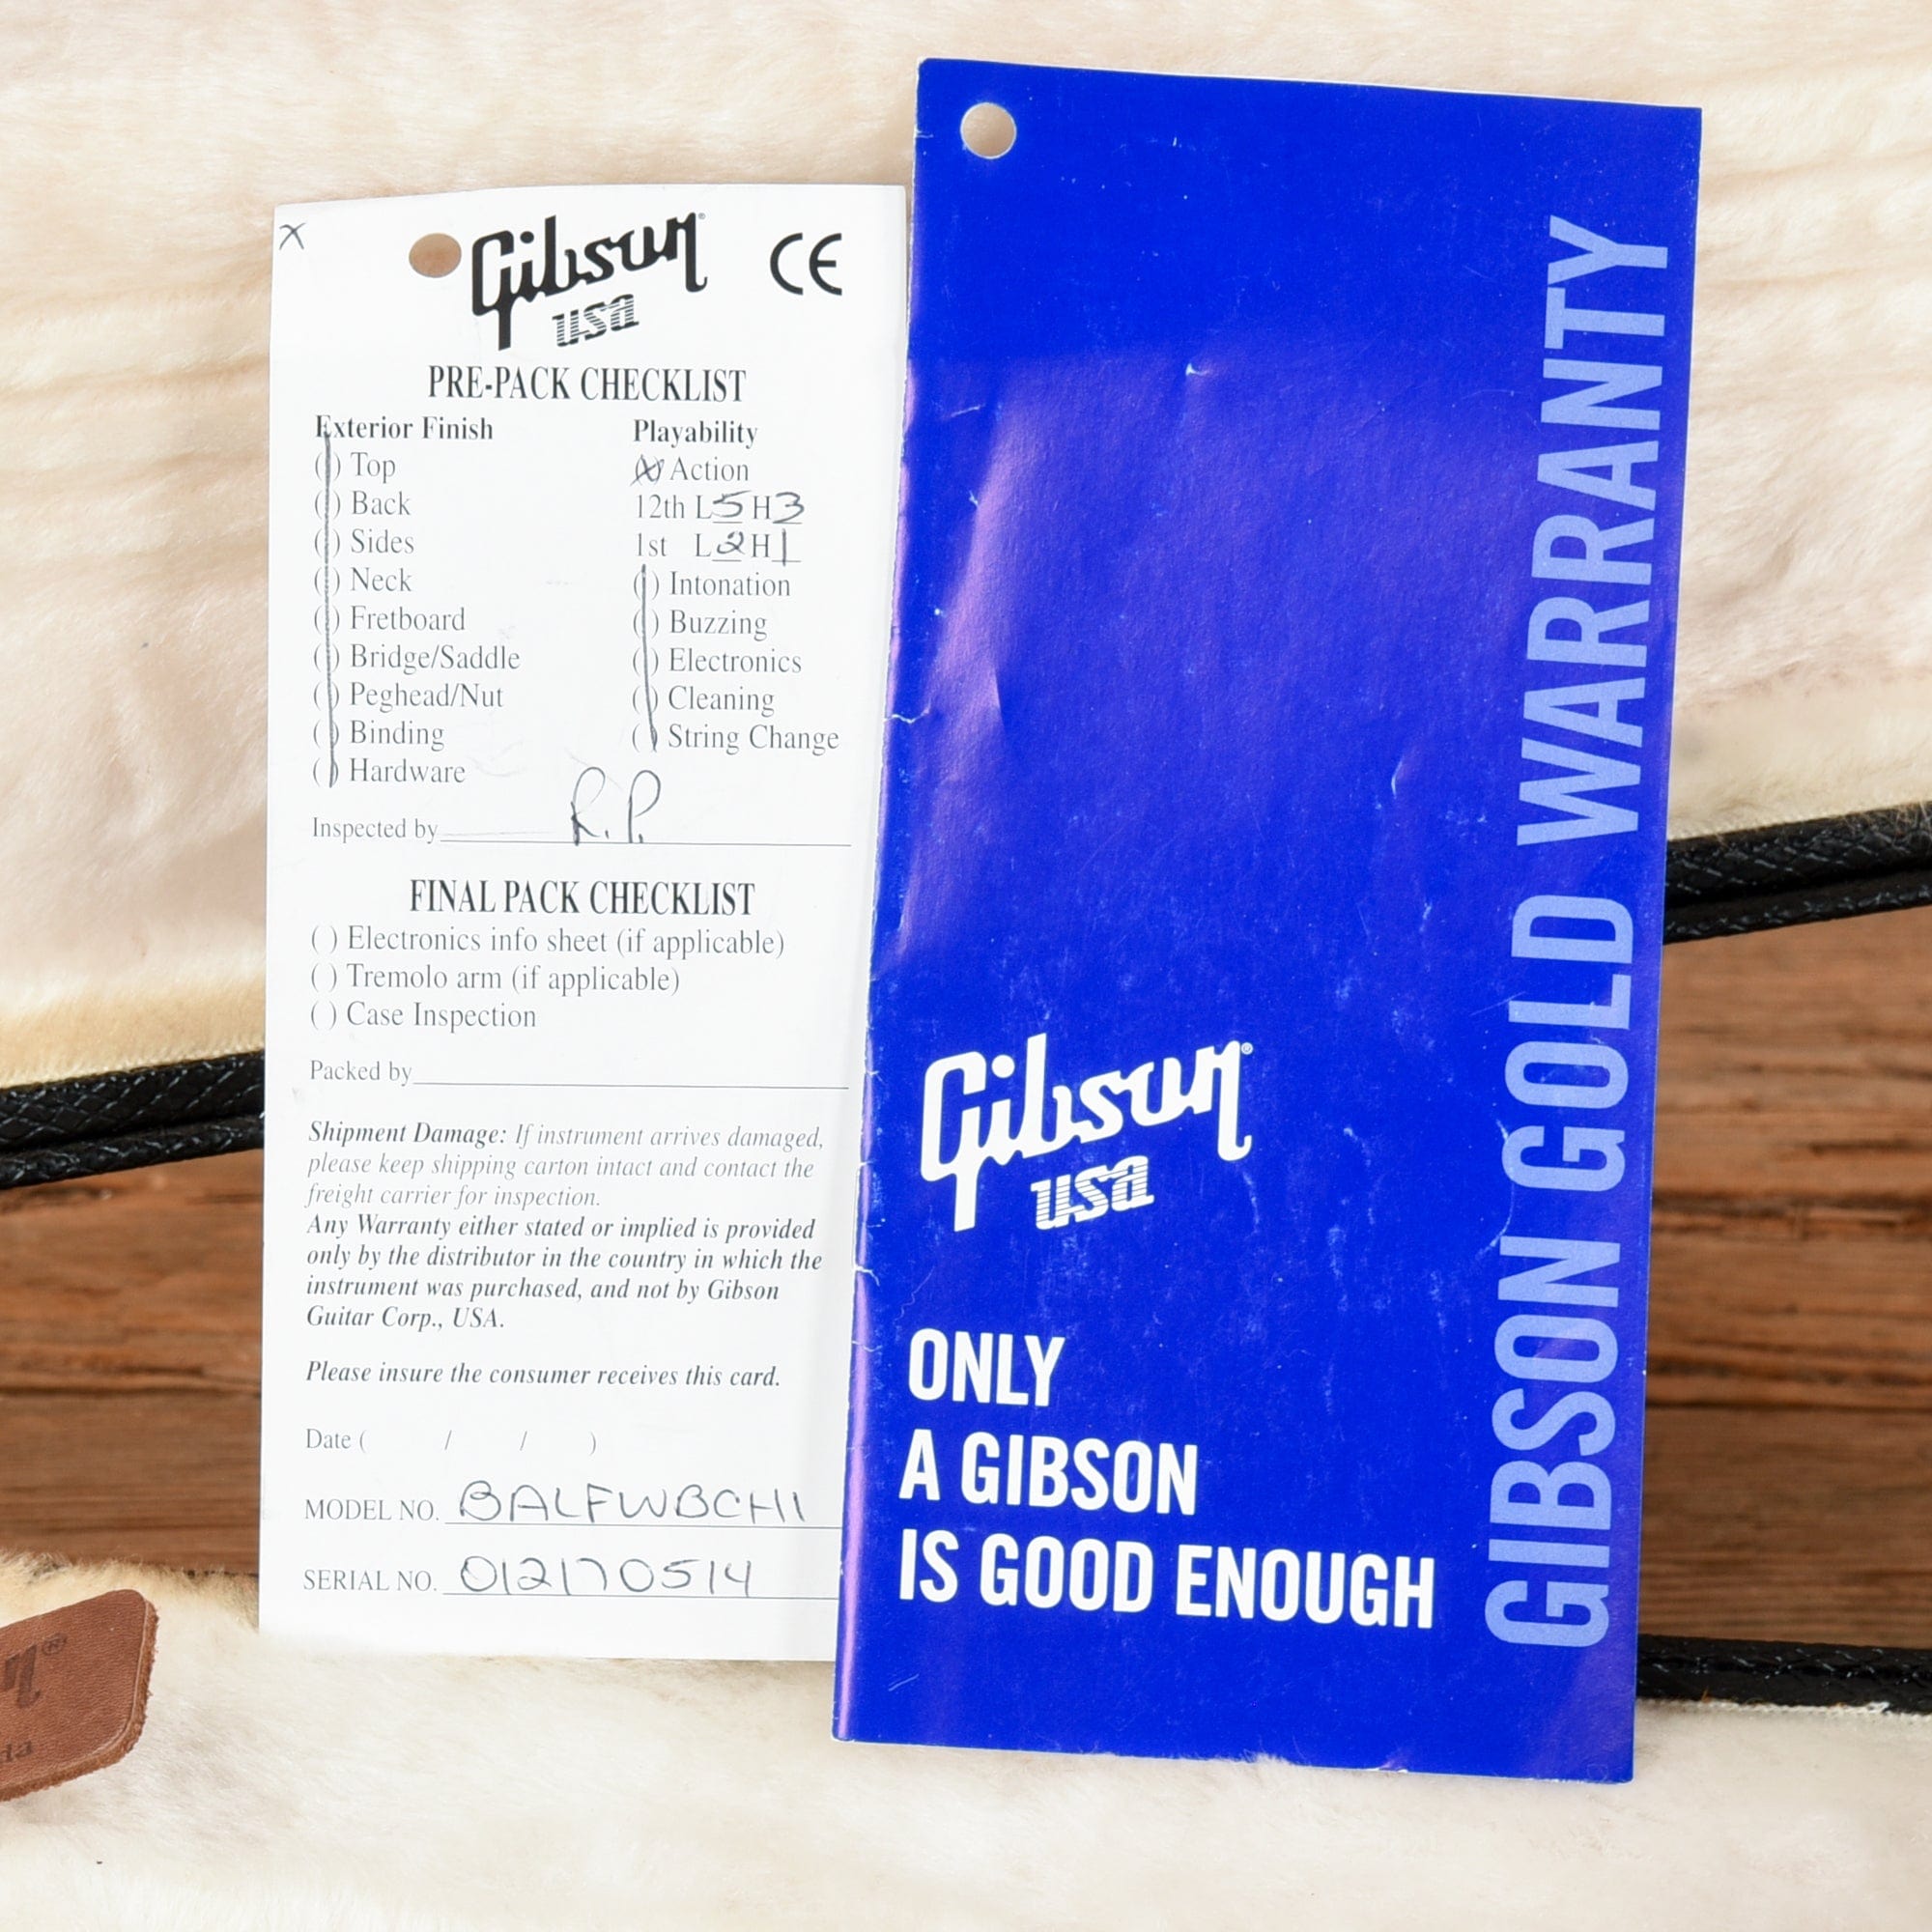 X
Gibson
usa
CE
PRE-PACK CHECKLIST
Exterior Finish
( ) Top
( ) Back
( ) Sides
( ) Neck
( ) Fretboard
( ) Bridge/Saddle
( ) Peghead/Nut
( ) Binding
( ) Hardware
Playability
(X) Action
12th L 5 H 3
1st L 2 H 1
( ) Intonation
( ) Buzzing
( ) Electronics
( ) Cleaning
( ) String Change
Inspected by R.P.
FINAL PACK CHECKLIST
( ) Electronics info sheet (if applicable)
( ) Tremolo arm (if applicable)
( ) Case Inspection
Packed by
Shipment Damage: If instrument arrives damaged,
please keep shipping carton intact and contact the
freight carrier for inspection.
Any Warranty either stated or implied is provided
only by the distributor in the country in which the
instrument was purchased, and not by Gibson
Guitar Corp., USA.
Please insure the consumer receives this card.
Date ( / / )
MODEL NO. BALFWBCH1
SERIAL NO. 012170514
Gibson
usa
ONLY
A GIBSON
IS GOOD ENOUGH
GIBSON GOLD WARRANTY